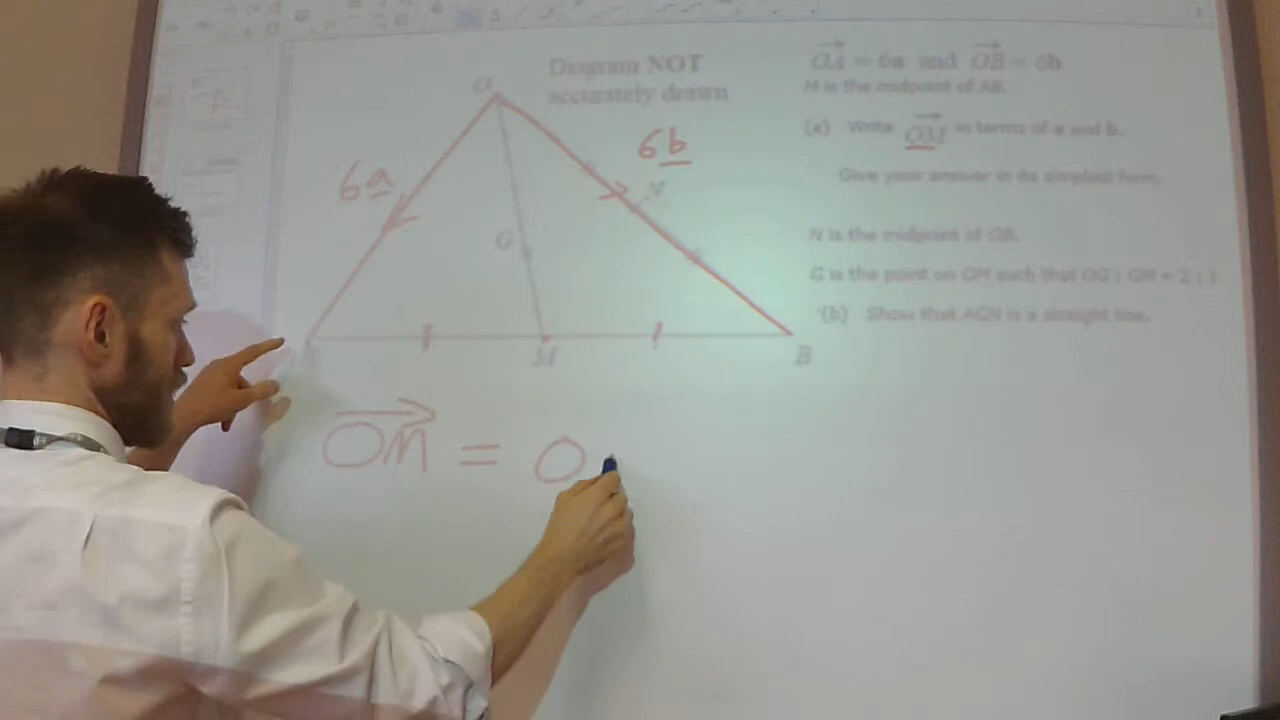 O
Diagram NOT
accurately drawn
6a
6b
N
G
M
B
OA = 6a and OB = 6b
M is the midpoint of AB.
(a) Write OM in terms of a and b.
Give your answer in its simplest form.
N is the midpoint of OB.
G is the point on OM such that OG : GM = 2 : 1
(b) Show that AGN is a straight line.
OM = O